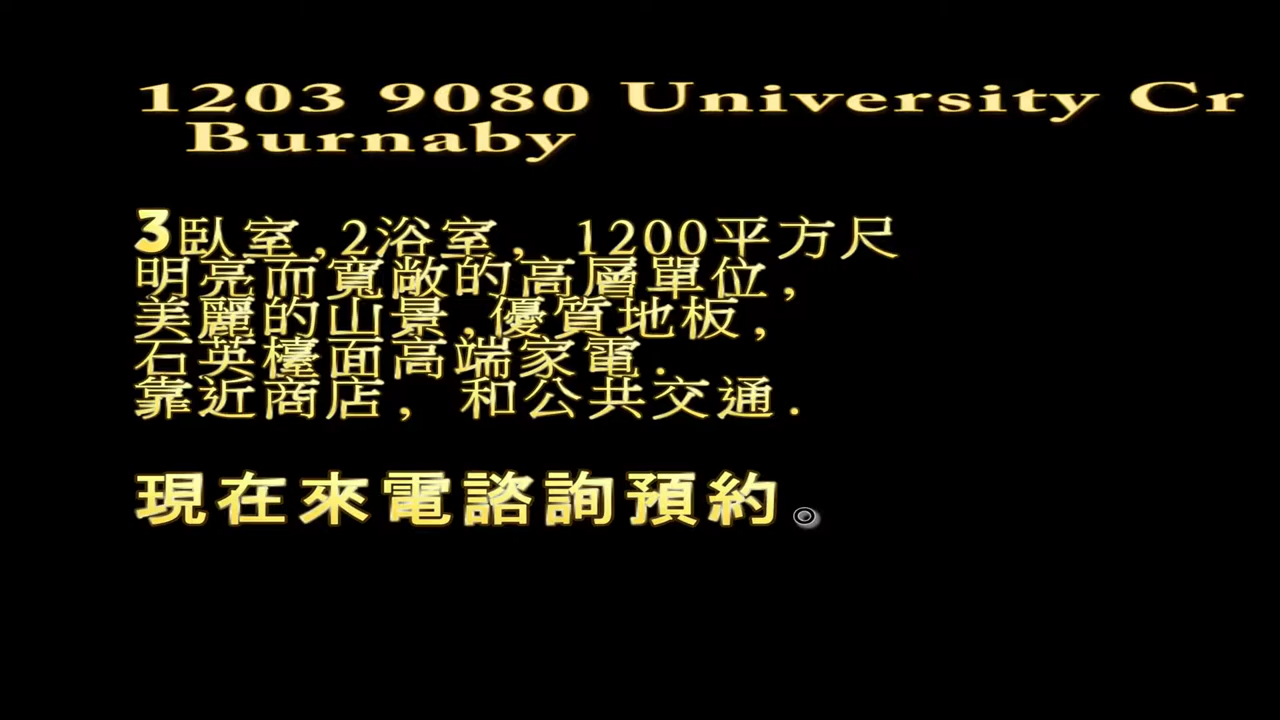 1203 9080 University Cr
Burnaby
3臥室,2浴室, 1200平方尺
明亮而寬敞的高層單位,
美麗的山景,優質地板,
石英檯面高端家電.
靠近商店, 和公共交通.
現在來電諮詢預約。